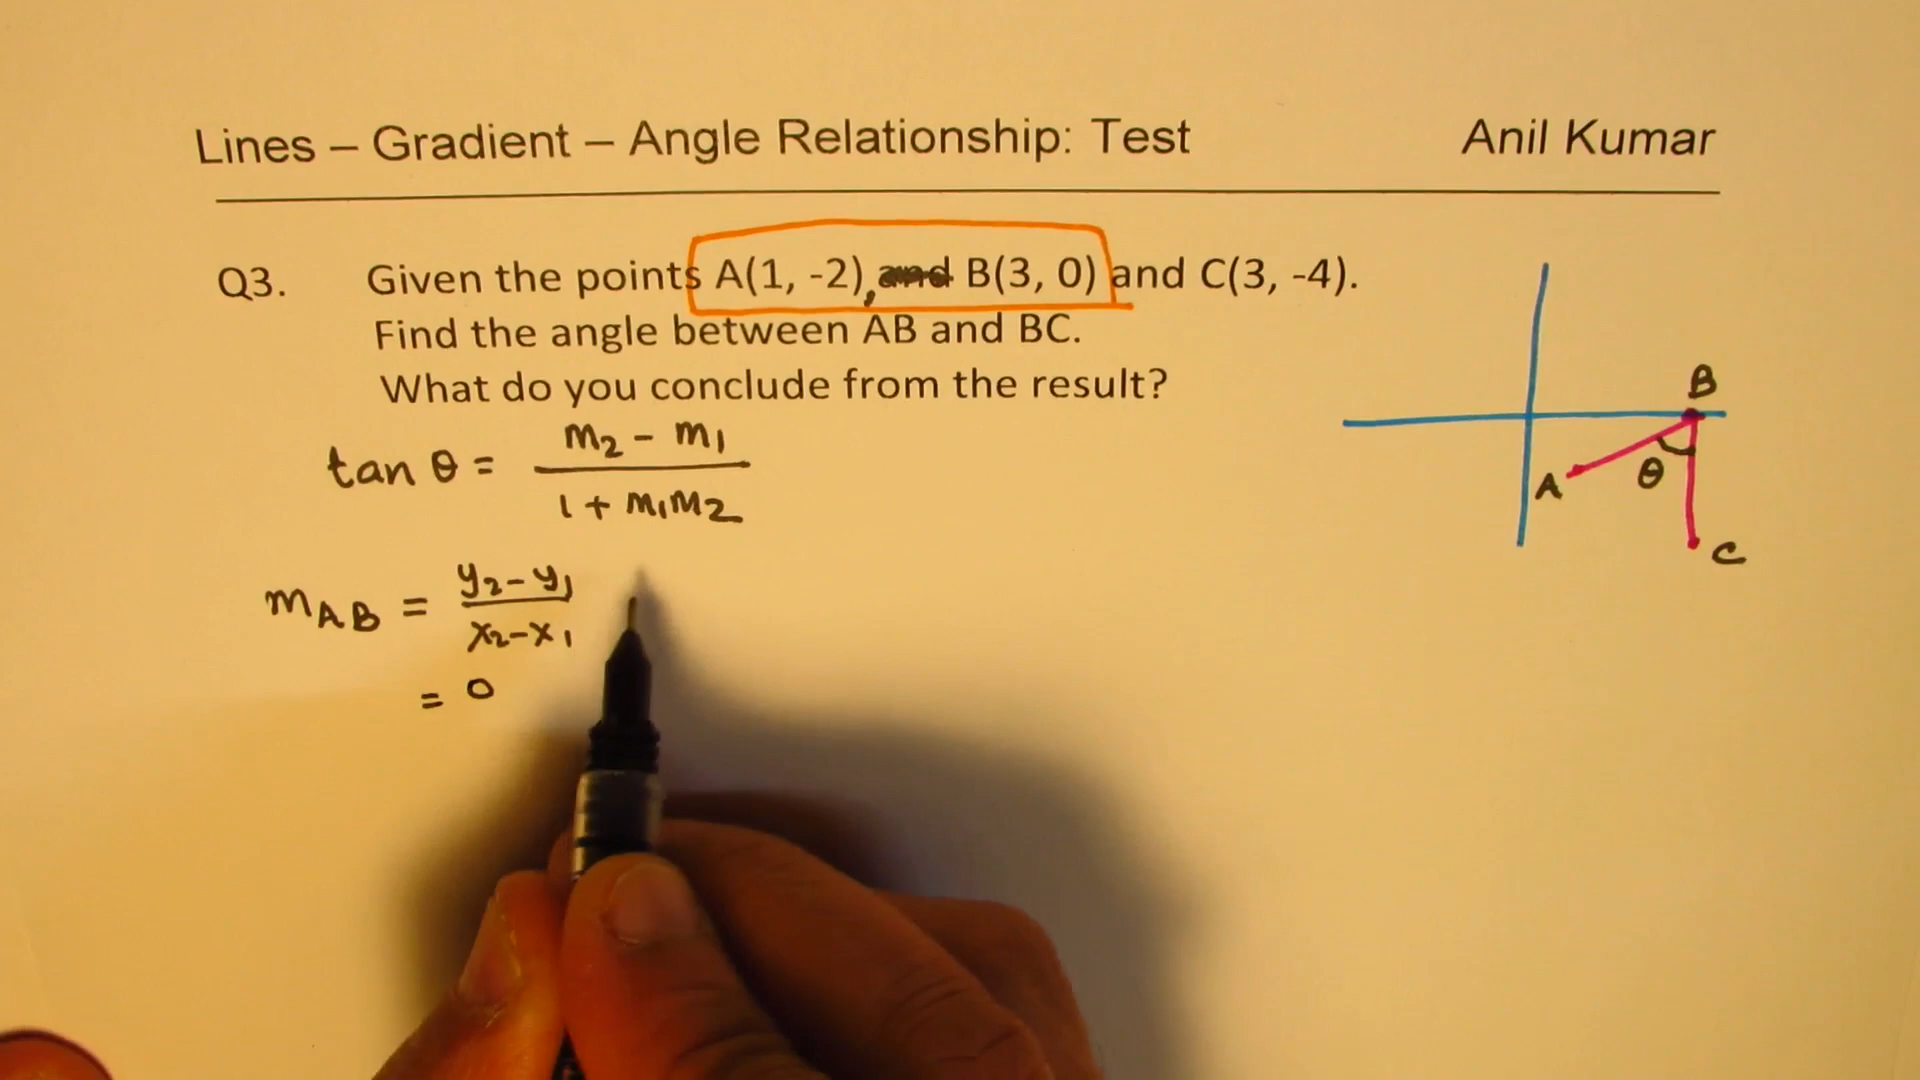 Lines – Gradient – Angle Relationship: Test Anil Kumar
Q3. Given the points A(1, -2), and B(3, 0) and C(3, -4).
Find the angle between AB and BC.
What do you conclude from the result?
tan θ = m2 - m1 / 1 + m1m2
mAB = y2 - y1 / x2 - x1
= 0
B
A
θ
C